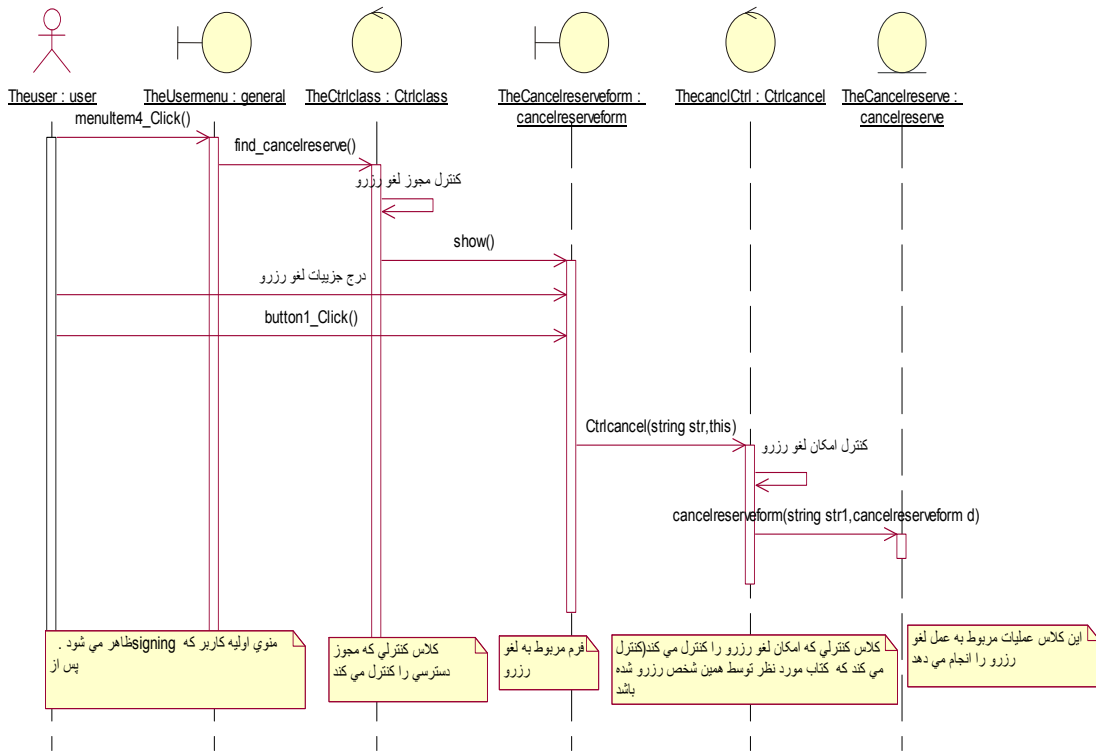 Theuser : user
TheUsermenu : general
TheCtrlclass : Ctrlclass
TheCancelreserveform :
cancelreserveform
ThecanclCtrl : Ctrlcancel
TheCancelreserve :
cancelreserve
menuItem4_Click()
find_cancelreserve()
کنترل مجوز لغو رزرو
show()
درج جزییات لغو رزرو
button1_Click()
Ctrlcancel(string str,this)
کنترل امکان لغو رزرو
cancelreserveform(string str1,cancelreserveform d)
منوي اوليه کاربر که signingظاهر مي شود .
پس از
کلاس کنترلي که مجوز
دسترسي را کنترل مي کند
فرم مربوط به لغو
رزرو
کلاس کنترلي که امکان لغو رزرو را کنترل مي کند(کنترل
مي کند که کتاب مورد نظر توسط همين شخص رزرو شده
باشد
اين کلاس عمليات مربوط به عمل لغو
رزرو را انجام مي دهد